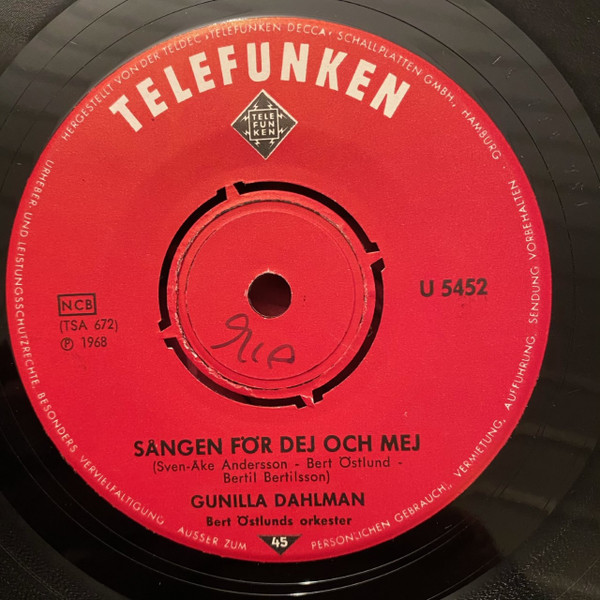 HERGESTELLT VON DER TELDEC ›TELEFUNKEN DECCA‹ SCHALLPLATTEN GMBH., HAMBURG
TELEFUNKEN
TELE
FUN
KEN
U 5452
NCB
(TSA 672)
Ⓟ 1968
SÅNGEN FÖR DEJ OCH MEJ
(Sven-Åke Andersson - Bert Östlund -
Bertil Bertilsson)
GUNILLA DAHLMAN
Bert Östlunds orkester
45
URHEBER- UND LEISTUNGSSCHUTZRECHTE, BESONDERS VERVIELFÄLTIGUNG AUSSER ZUM PERSÖNLICHEN GEBRAUCH, VERMIETUNG, AUFFÜHRUNG, SENDUNG VORBEHALTEN